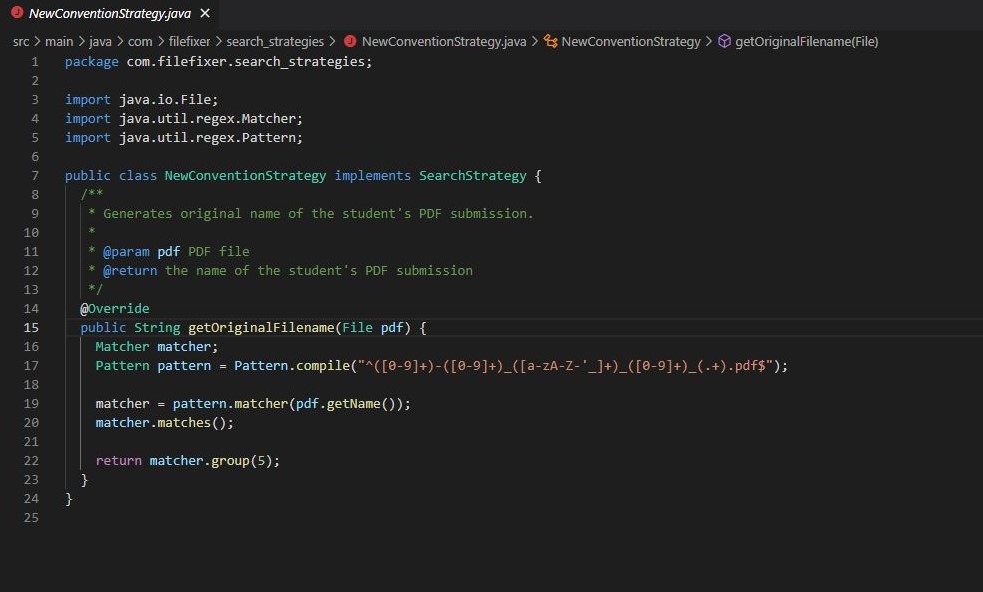 NewConventionStrategy.java ×
src > main > java > com > filefixer > search_strategies > NewConventionStrategy.java > NewConventionStrategy > getOriginalFilename(File)
1 package com.filefixer.search_strategies;
2
3 import java.io.File;
4 import java.util.regex.Matcher;
5 import java.util.regex.Pattern;
6
7 public class NewConventionStrategy implements SearchStrategy {
8 /**
9 * Generates original name of the student's PDF submission.
10 *
11 * @param pdf PDF file
12 * @return the name of the student's PDF submission
13 */
14 @Override
15 public String getOriginalFilename(File pdf) {
16 Matcher matcher;
17 Pattern pattern = Pattern.compile("^([0-9]+)-([0-9]+)_([a-zA-Z-'_]+)_([0-9]+)_(.+).pdf$");
18
19 matcher = pattern.matcher(pdf.getName());
20 matcher.matches();
21
22 return matcher.group(5);
23 }
24 }
25